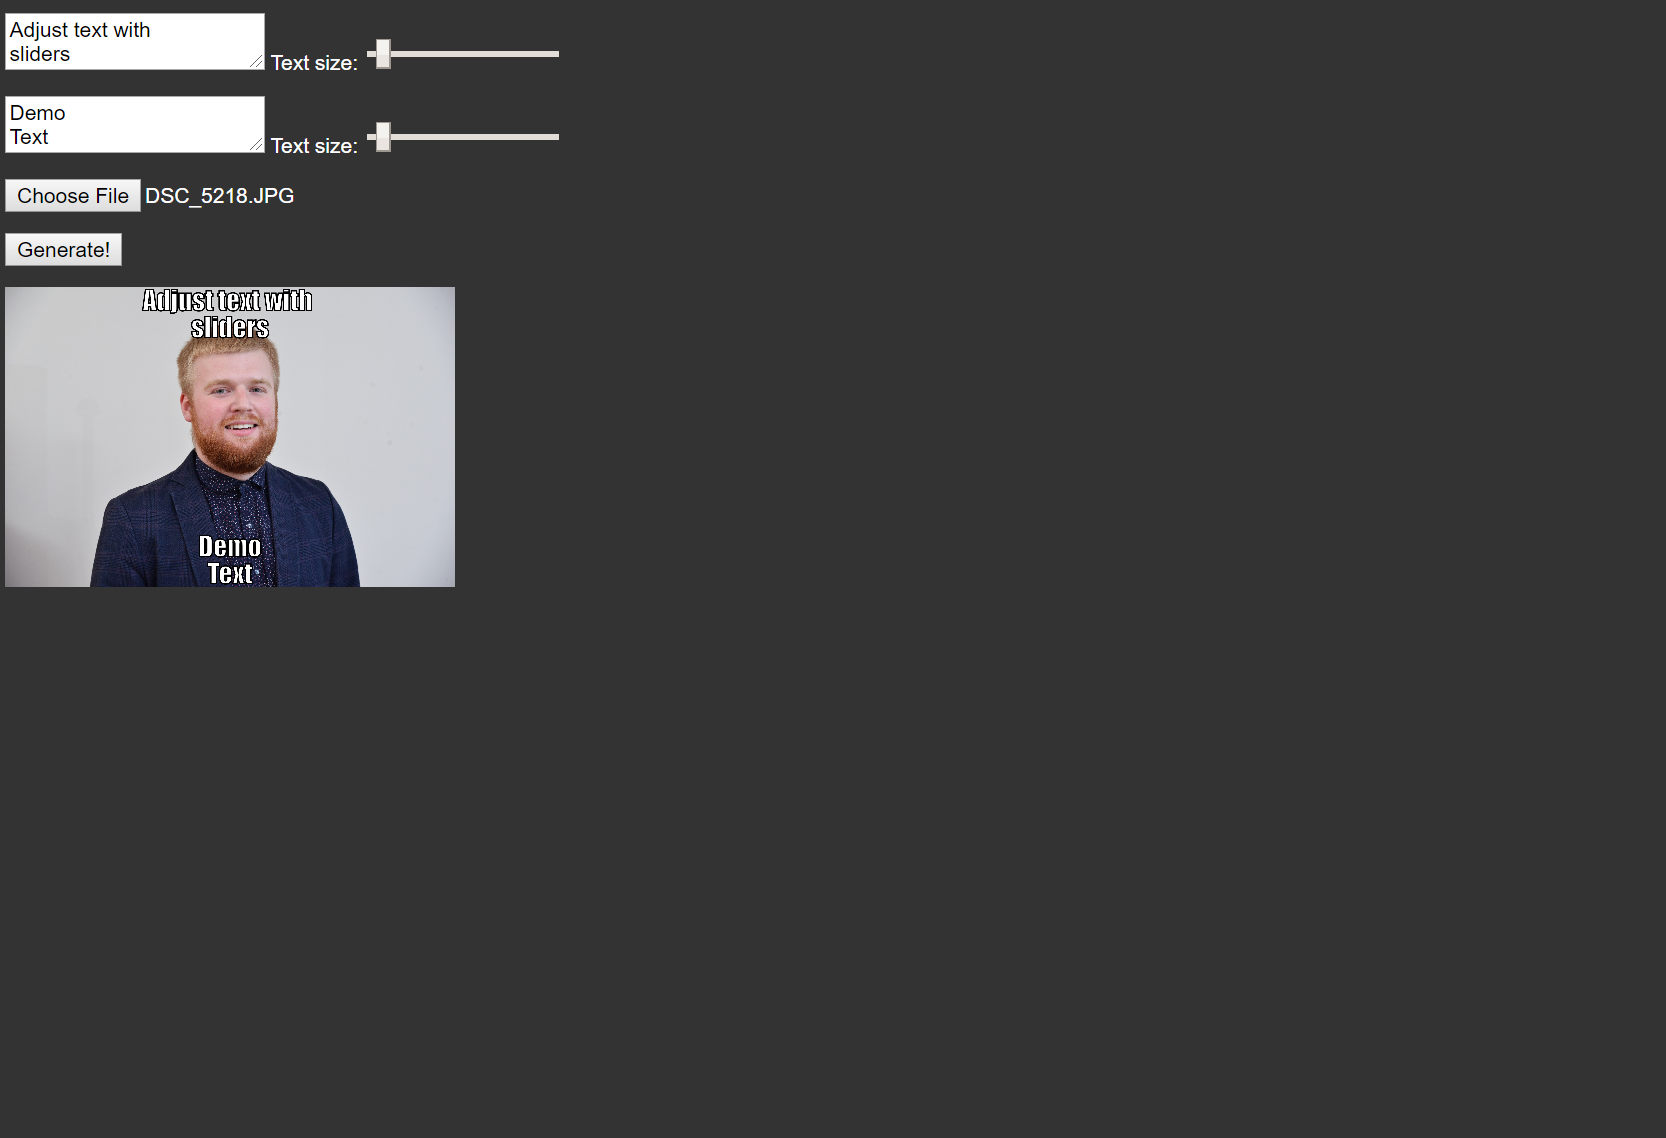 Adjust text with
sliders
Text size:
Demo
Text
Text size:
Choose File DSC_5218.JPG
Generate!
Adjust text with
sliders
Demo
Text